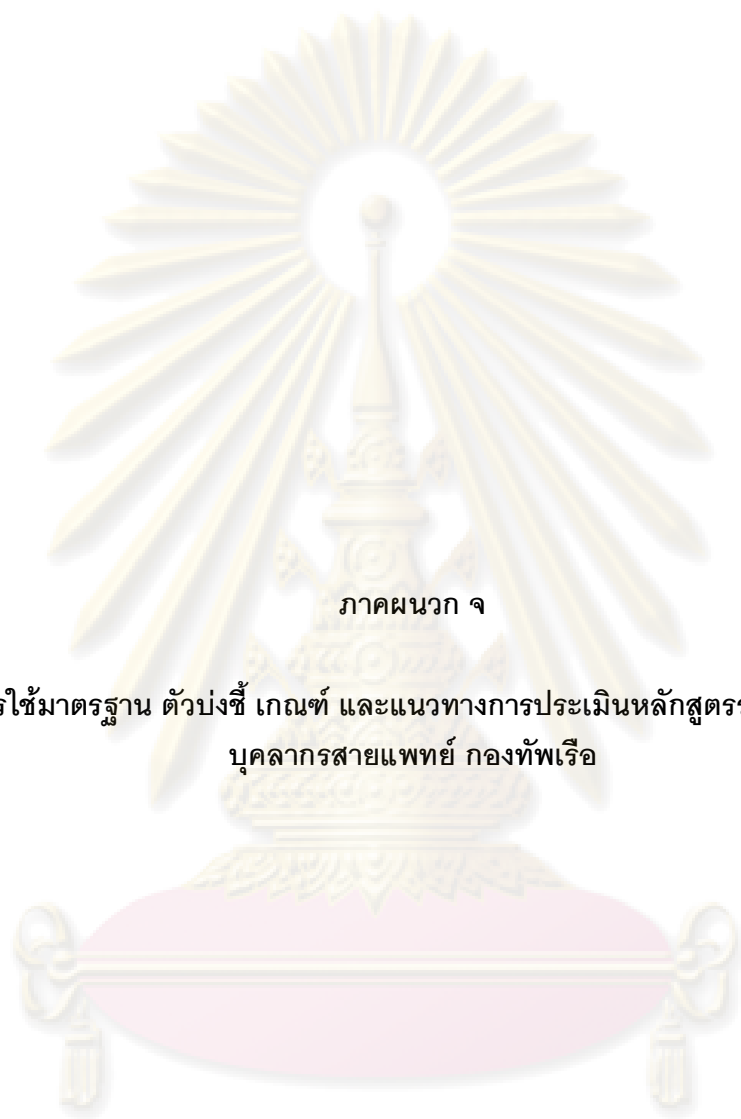 ภาคผนวก จ
รใช้มาตรฐาน ตัวบ่งชี้ เกณฑ์ และแนวทางการประเมินหลักสูตร
บุคลากรสายแพทย์ กองทัพเรือ